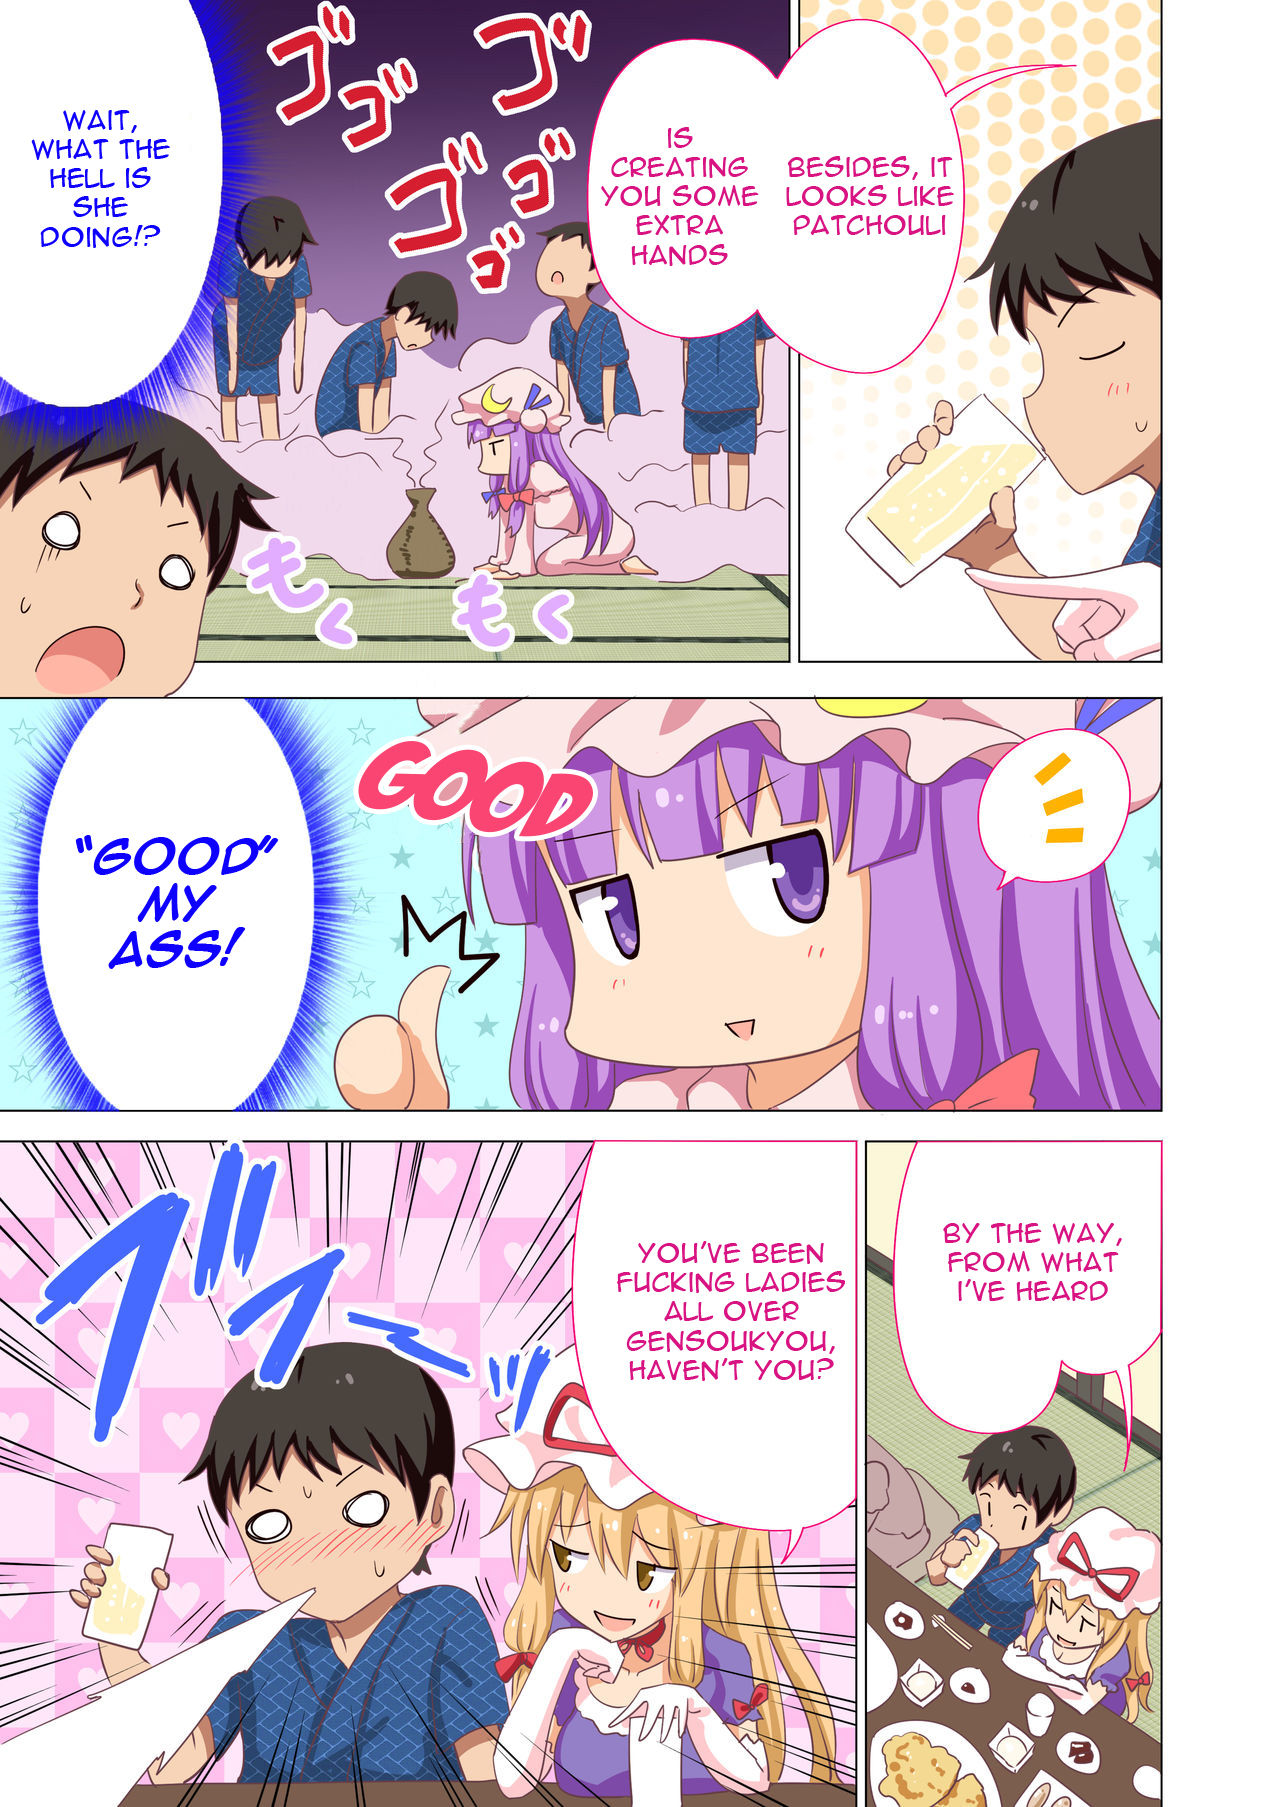 BESIDES, IT
LOOKS LIKE
PATCHOULI
IS
CREATING
YOU SOME
EXTRA
HANDS
ゴゴゴゴゴゴ
WAIT,
WHAT THE
HELL IS
SHE
DOING!?
もく
もく
GOOD
"GOOD"
MY
ASS!
BY THE WAY,
FROM WHAT
I'VE HEARD
YOU'VE BEEN
FUCKING LADIES
ALL OVER
GENSOUKYOU,
HAVEN'T YOU?
ブブーッ